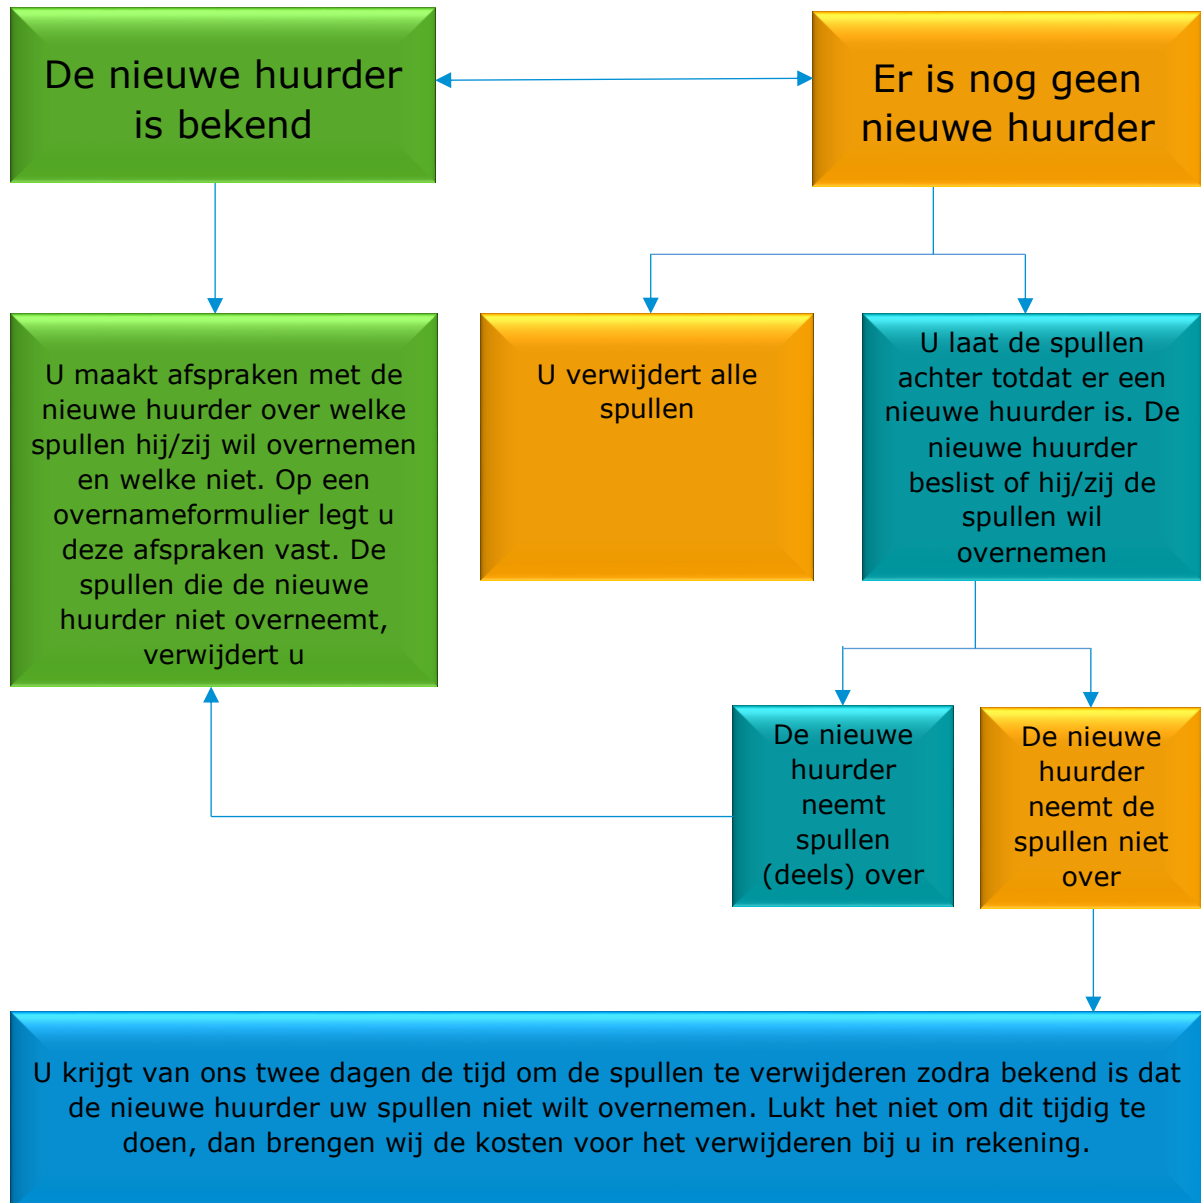 De nieuwe huurder
is bekend
Er is nog geen
nieuwe huurder
U maakt afspraken met de
nieuwe huurder over welke
spullen hij/zij wil overnemen
en welke niet. Op een
overnameformulier legt u
deze afspraken vast. De
spullen die de nieuwe
huurder niet overneemt,
verwijdert u
U verwijdert alle
spullen
U laat de spullen
achter totdat er een
nieuwe huurder is. De
nieuwe huurder
beslist of hij/zij de
spullen wil
overnemen
De nieuwe
huurder
neemt
spullen
(deels) over
De nieuwe
huurder
neemt de
spullen niet
over
U krijgt van ons twee dagen de tijd om de spullen te verwijderen zodra bekend is dat
de nieuwe huurder uw spullen niet wilt overnemen. Lukt het niet om dit tijdig te
doen, dan brengen wij de kosten voor het verwijderen bij u in rekening.